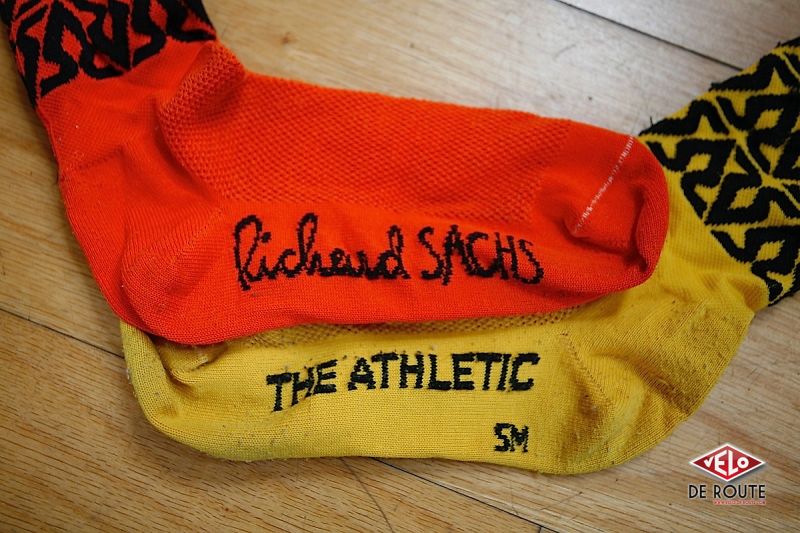 Richard SACHS
THE ATHLETIC
SM
VELO
DE ROUTE